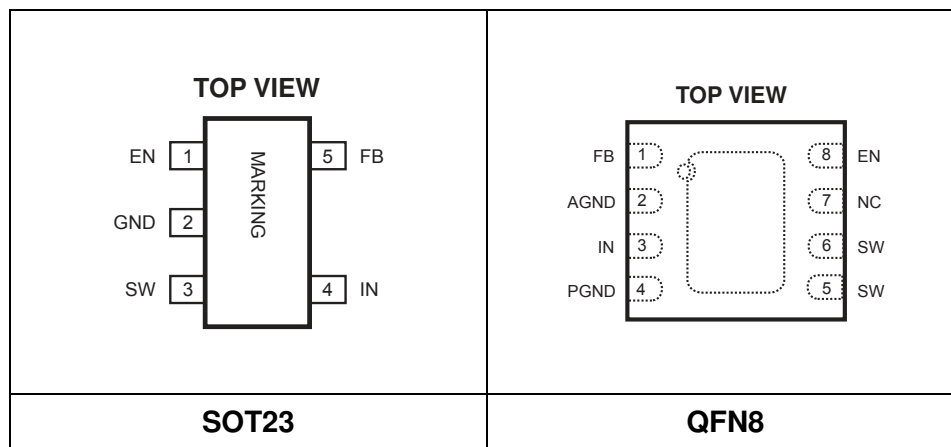 TOP VIEW
EN 1 5 FB
MARKING
GND 2
SW 3 4 IN
SOT23
TOP VIEW
FB 1 8 EN
AGND 2 7 NC
IN 3 6 SW
PGND 4 5 SW
QFN8